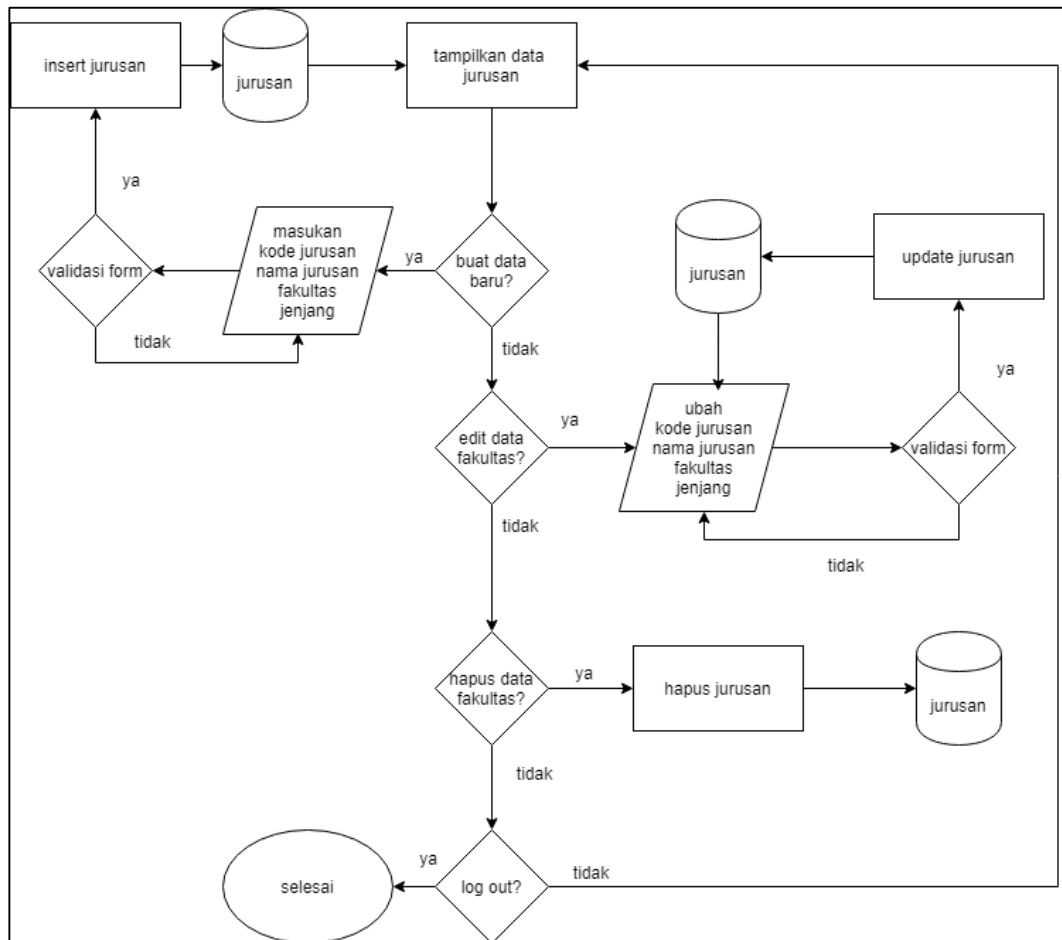 insert jurusan
jurusan
tampilkan data
jurusan
ya
masukan
kode jurusan
nama jurusan
fakultas
jenjang
validasi form
ya
buat data
baru?
jurusan
update jurusan
tidak
tidak
ya
edit data
fakultas?
ya
ubah
kode jurusan
nama jurusan
fakultas
jenjang
validasi form
tidak
tidak
hapus data
fakultas?
ya
hapus jurusan
jurusan
tidak
selesai
ya
log out?
tidak